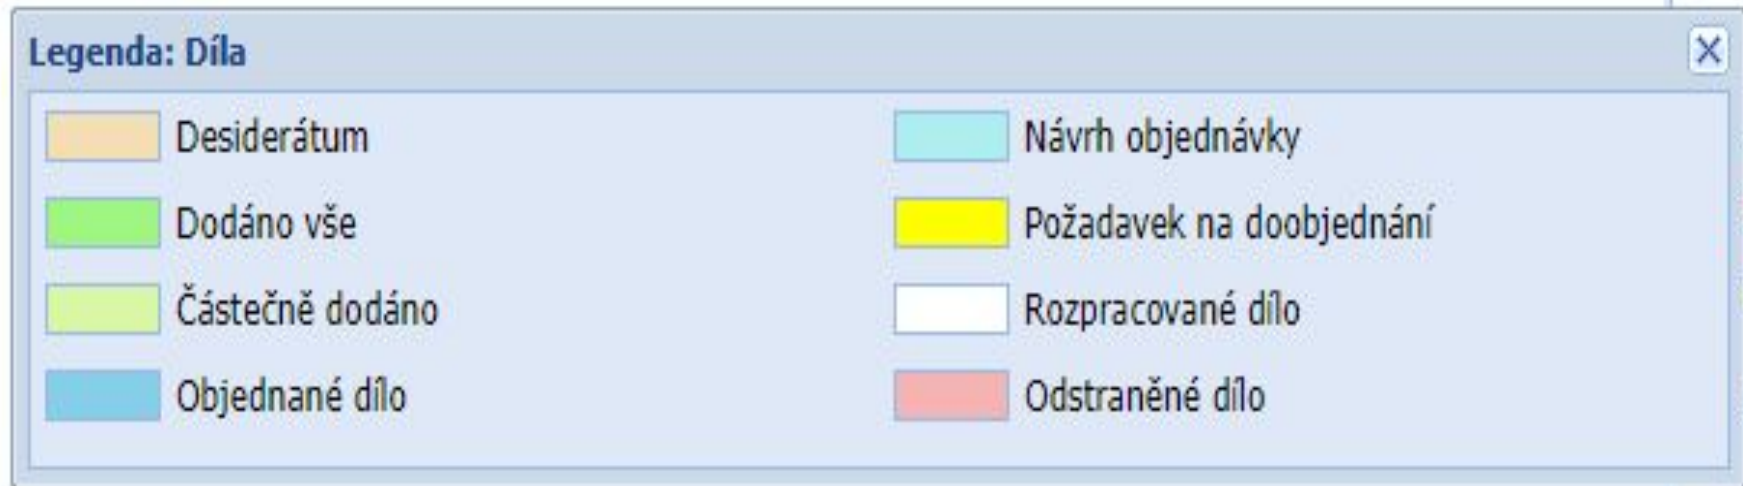 Legenda: Díla
Desiderátum
Návrh objednávky
Dodáno vše
Požadavek na doobjednání
Částečně dodáno
Rozpracované dílo
Objednané dílo
Odstraněné dílo